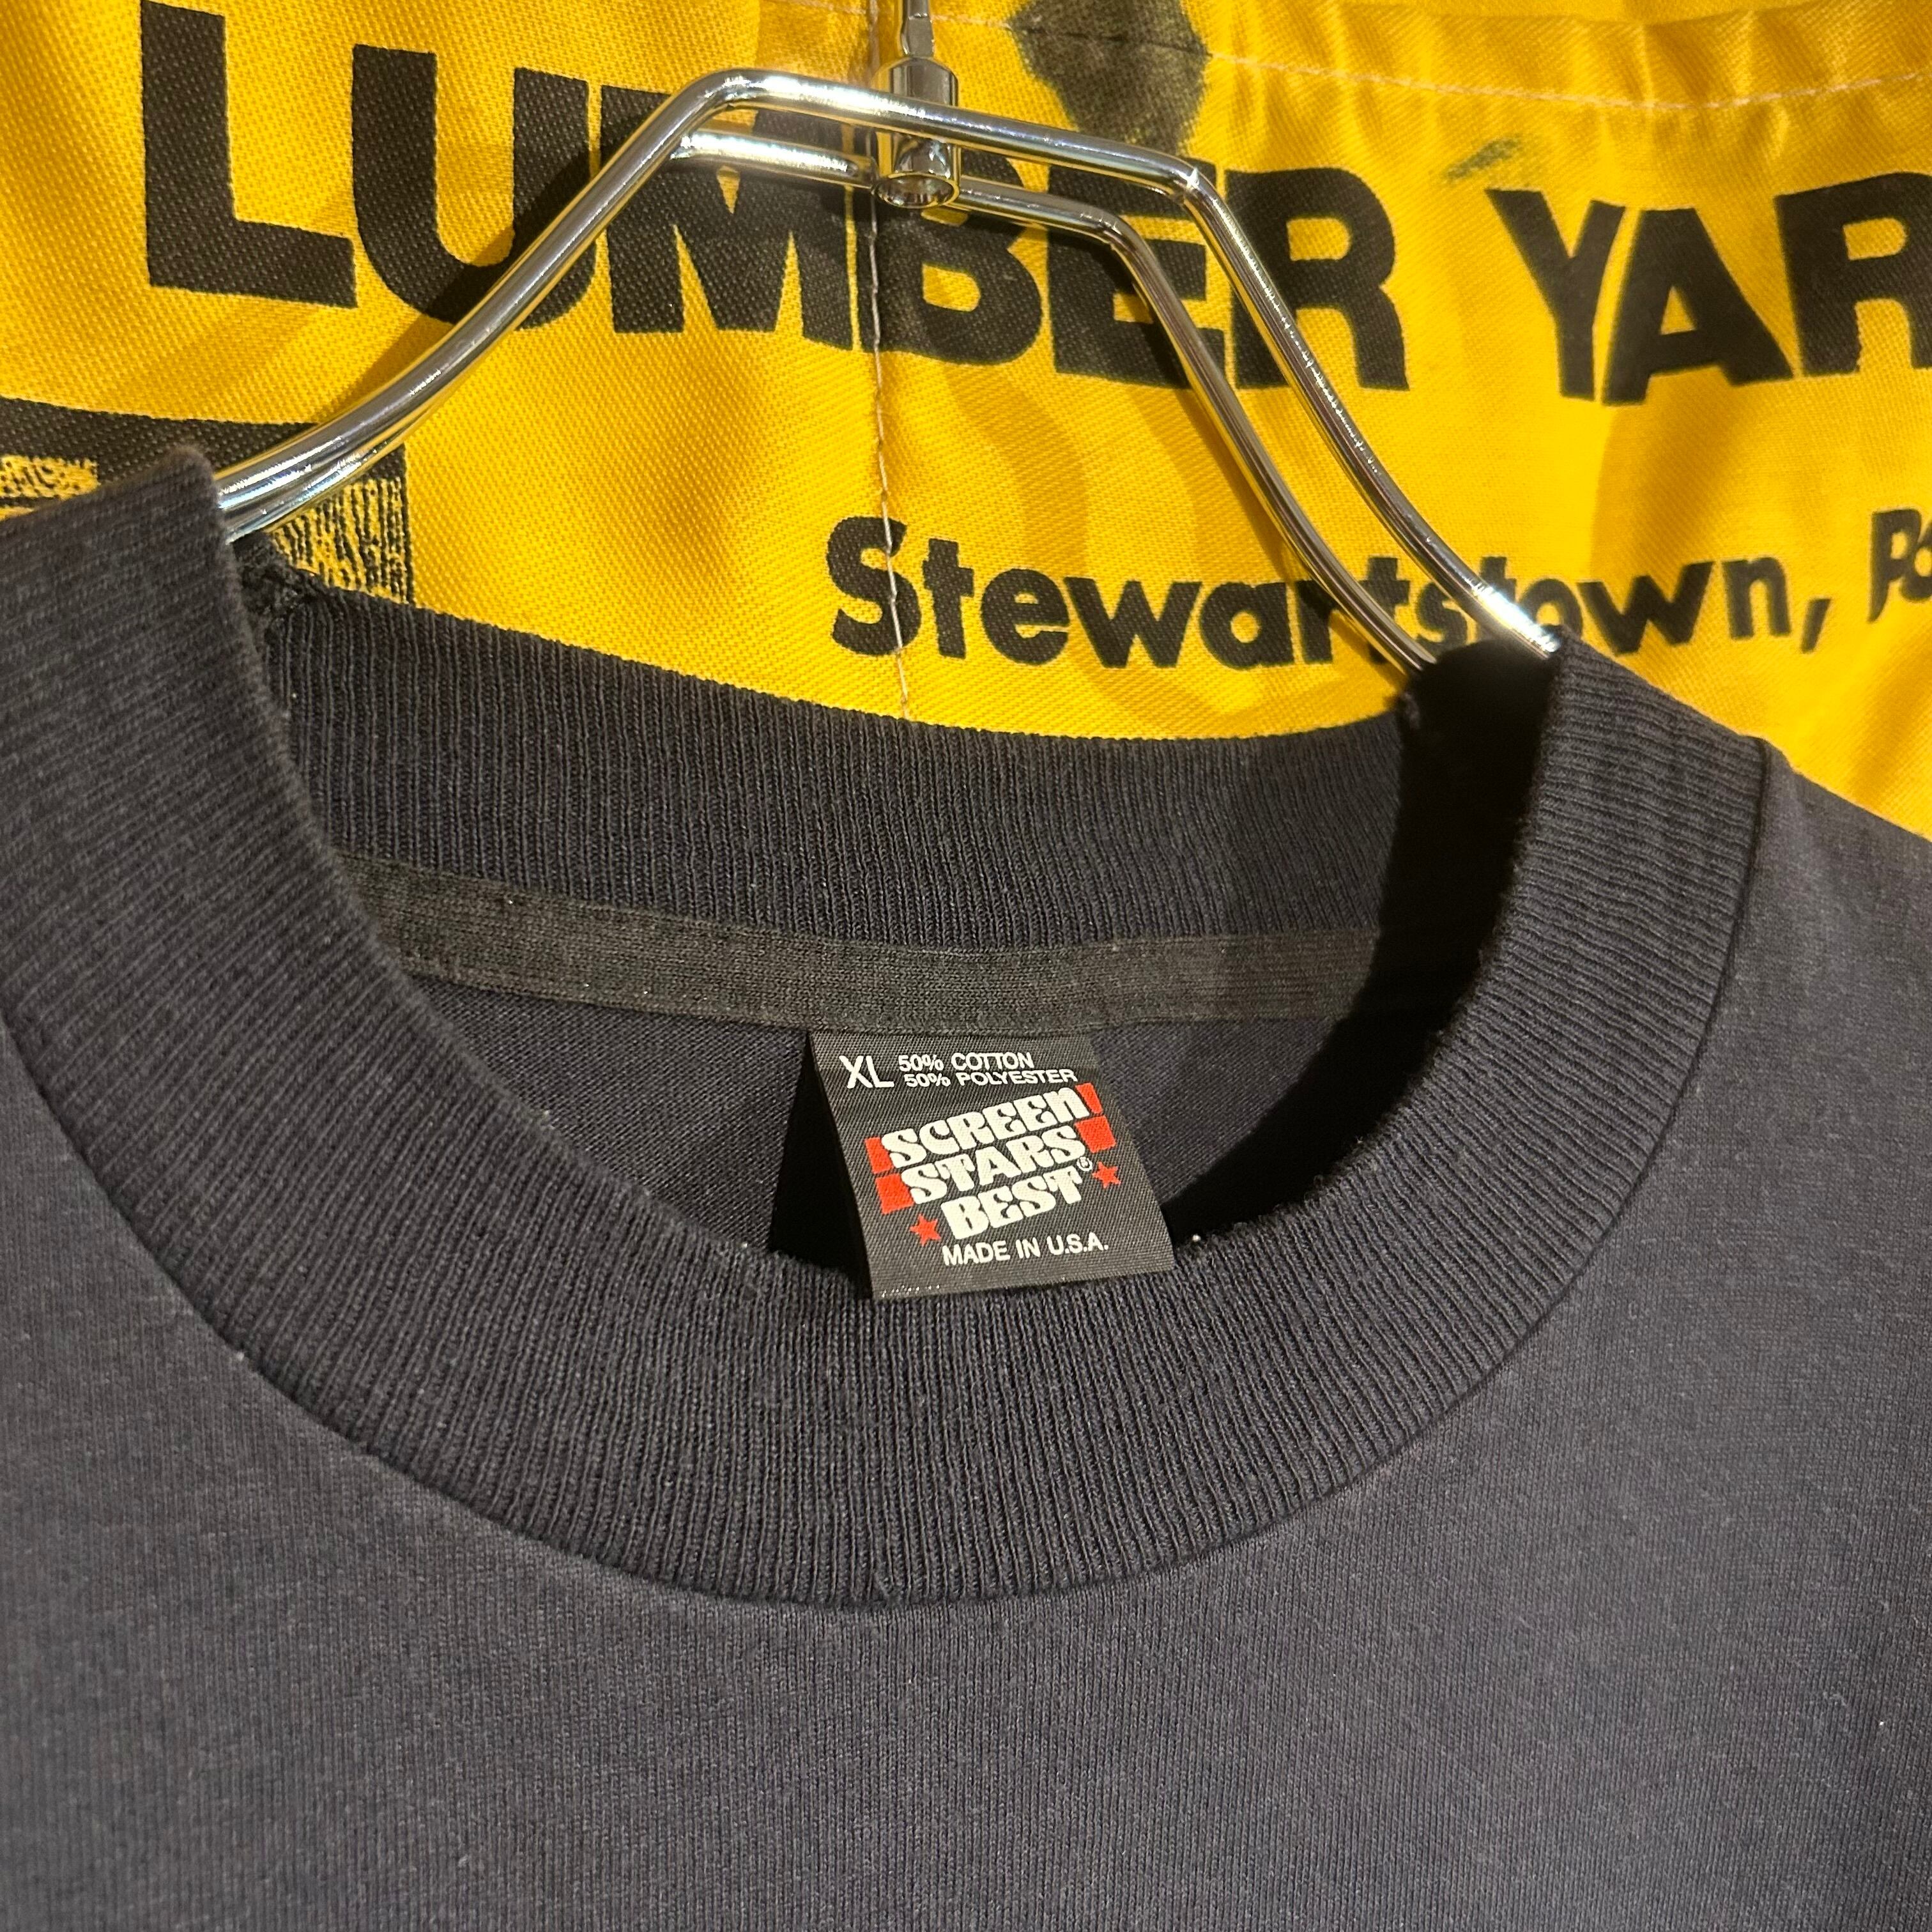 LUMBER YAR
Stewartstown,
XL 50% COTTON
50% POLYESTER
SCREEN
STARS
BEST®
MADE IN U.S.A.